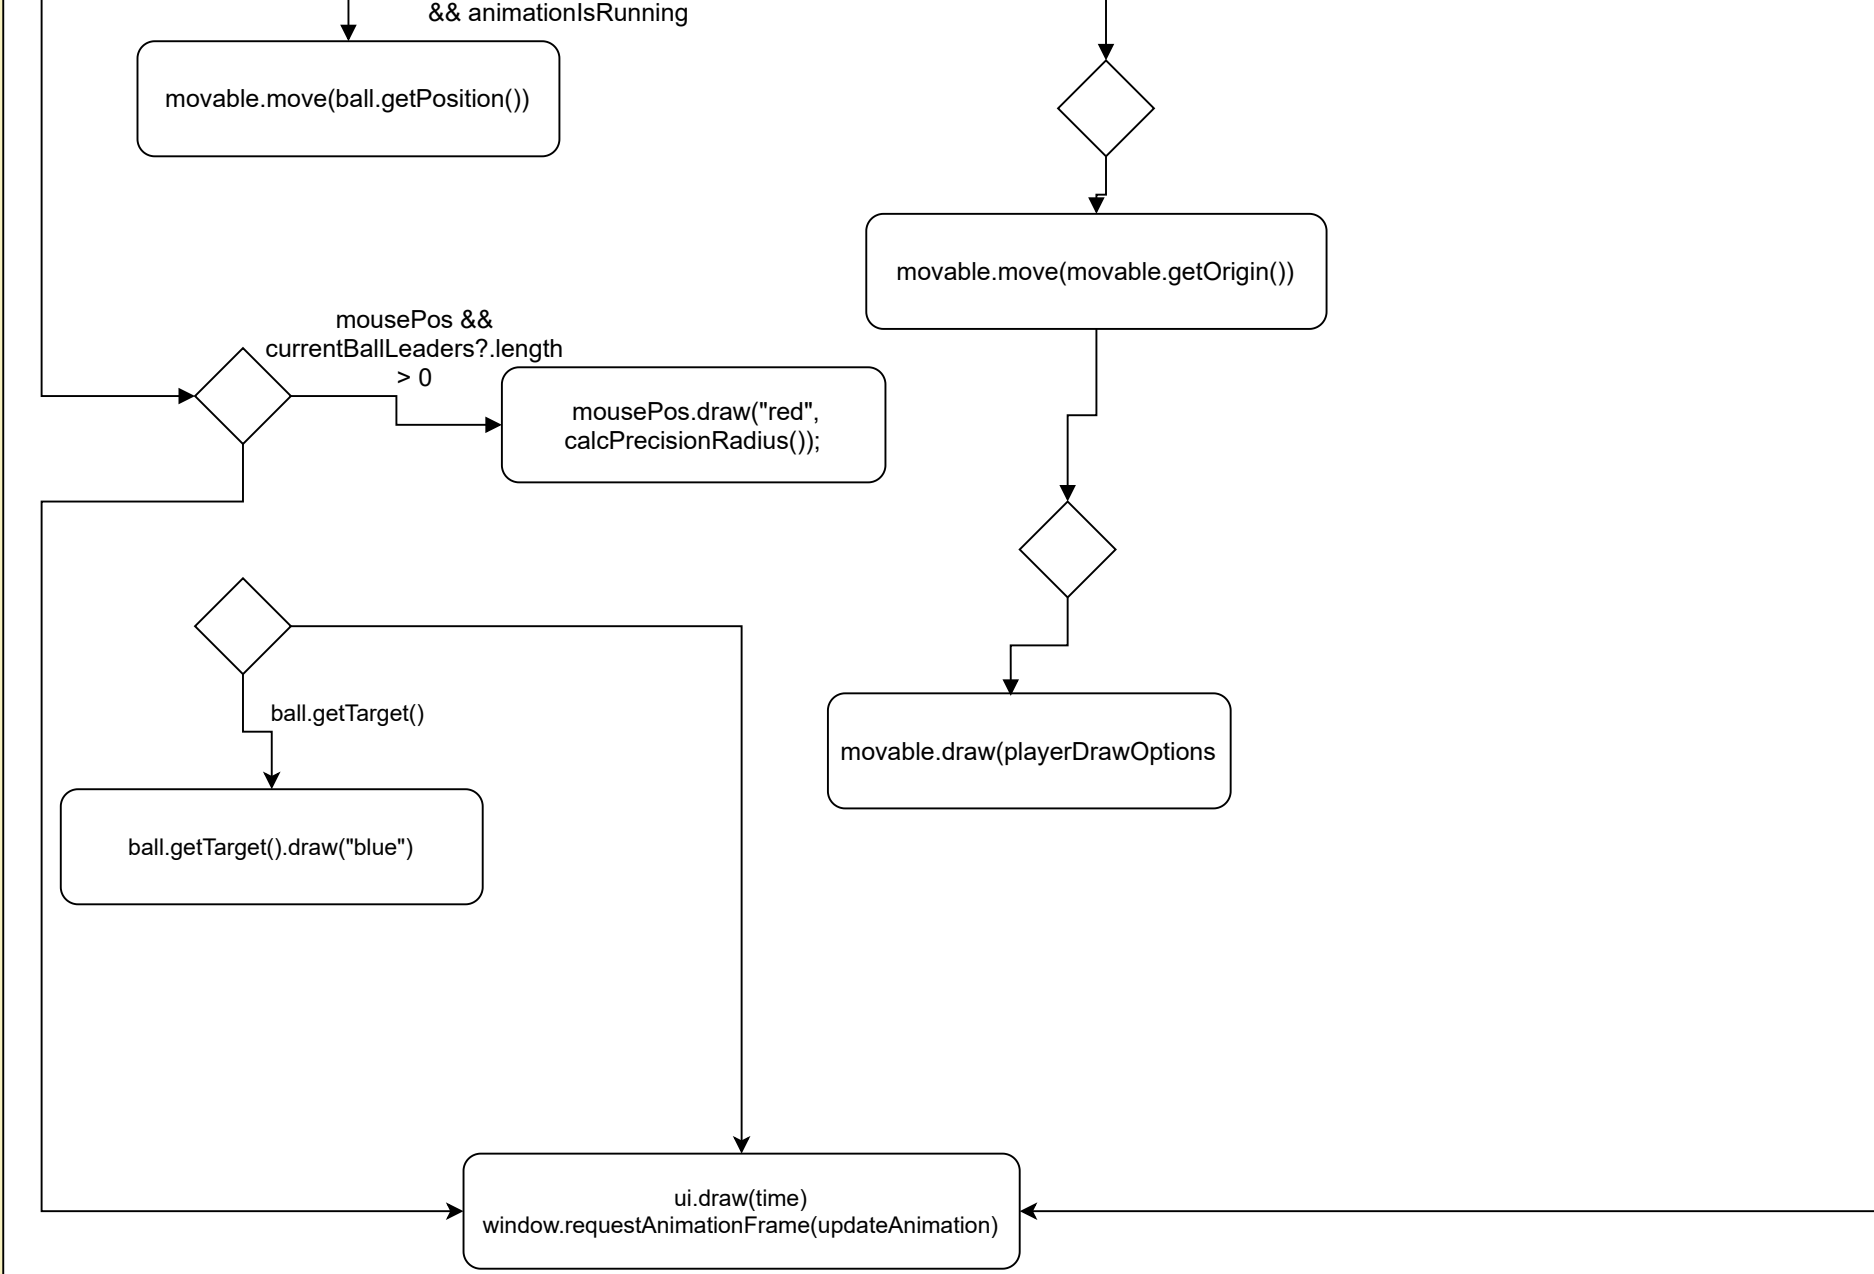 && animationIsRunning
movable.move(ball.getPosition())
movable.move(movable.getOrigin())
mousePos &&
currentBallLeaders?.length
> 0
mousePos.draw("red",
calcPrecisionRadius());
ball.getTarget()
movable.draw(playerDrawOptions
ball.getTarget().draw("blue")
ui.draw(time)
window.requestAnimationFrame(updateAnimation)